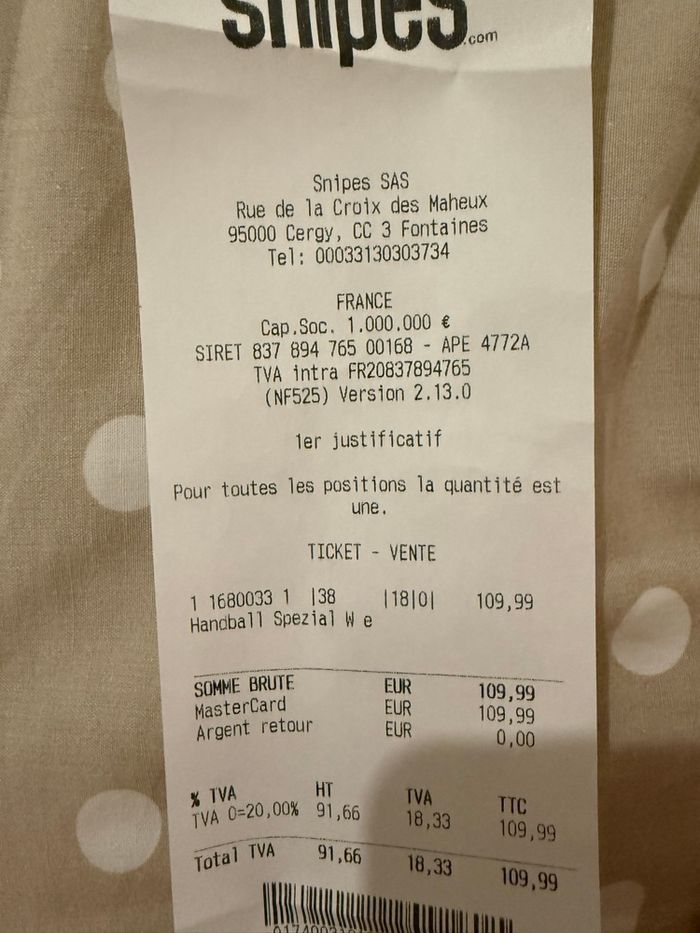 snipes.com
Snipes SAS
Rue de la Croix des Maheux
95000 Cergy, CC 3 Fontaines
Tel: 00033130303734
FRANCE
Cap.Soc. 1.000.000 €
SIRET 837 894 765 00168 - APE 4772A
TVA intra FR20837894765
(NF525) Version 2.13.0
1er justificatif
Pour toutes les positions la quantité est
une.
TICKET - VENTE
1 1680033 1 |38 |18|0| 109,99
Handball Spezial W e
SOMME BRUTE EUR 109,99
MasterCard EUR 109,99
Argent retour EUR 0,00
% TVA HT TVA TTC
TVA 0=20,00% 91,66 18,33 109,99
Total TVA 91,66 18,33 109,99